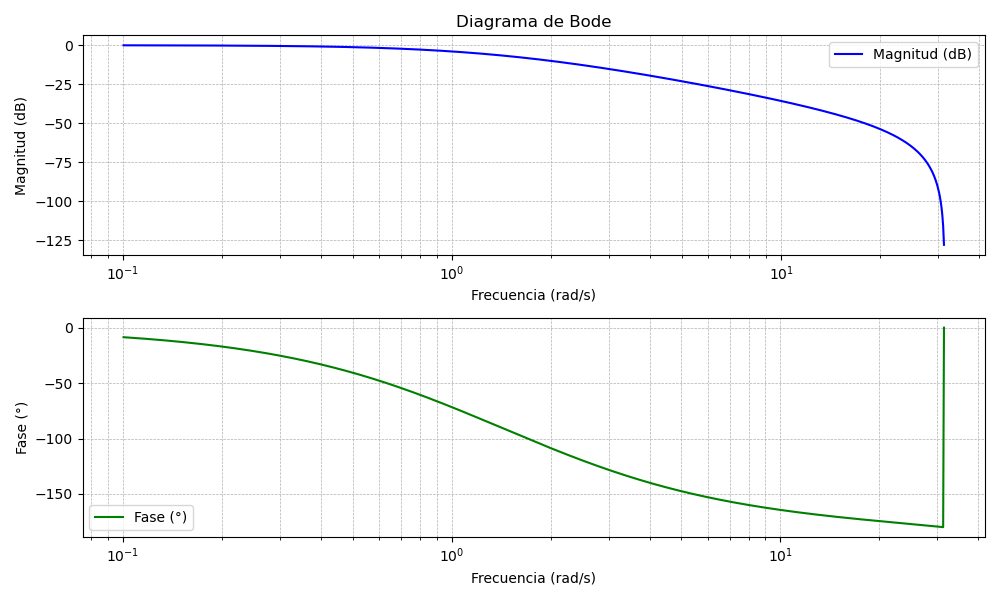 Diagrama de Bode
Magnitud (dB)
0
−25
−50
−75
−100
−125
Magnitud (dB)
10⁻¹
10⁰
10¹
Frecuencia (rad/s)
Fase (°)
0
−50
−100
−150
Fase (°)
10⁻¹
10⁰
10¹
Frecuencia (rad/s)